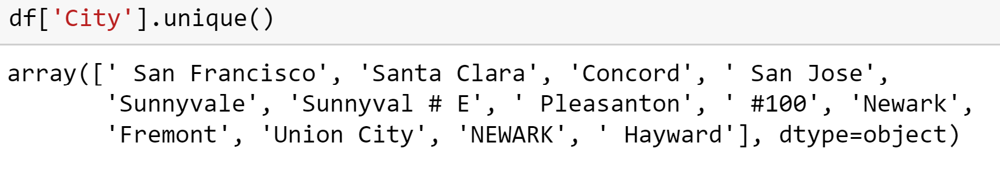 df['City'].unique()
array([' San Francisco', 'Santa Clara', 'Concord', ' San Jose',
'Sunnyvale', 'Sunnyval # E', ' Pleasanton', ' #100', 'Newark',
'Fremont', 'Union City', 'NEWARK', ' Hayward'], dtype=object)